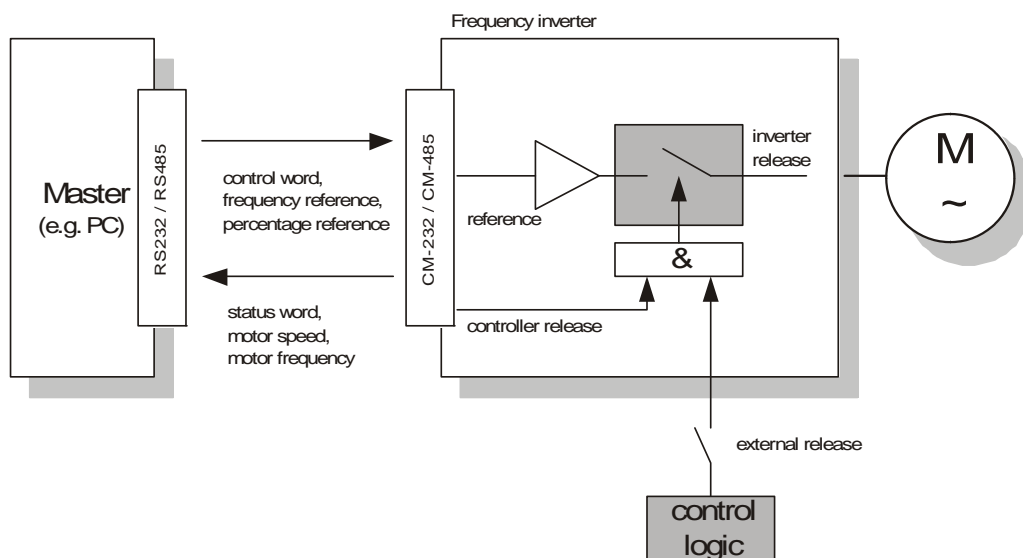 Frequency inverter
Master
(e.g. PC)
RS232 / RS485
control word,
frequency reference,
percentage reference
status word,
motor speed,
motor frequency
CM-232 / CM-485
reference
controller release
&
inverter
release
M
~
external release
control
logic